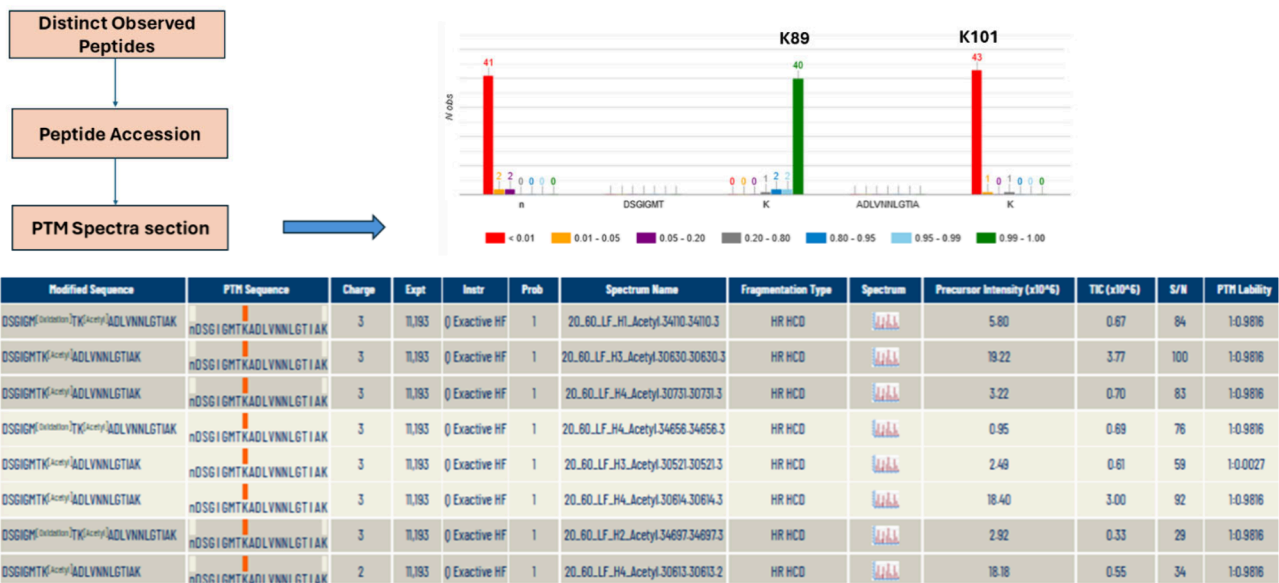 Distinct Observed
Peptides
Peptide Accession
PTM Spectra section
K89
K101
N obs
41 2 2 0 0 0 0
0 0 0 1 2 2 40
43 1 0 1 0 0 0
n DSGIGMT K ADLVNNLGTIA K
< 0.01 0.01 - 0.05 0.05 - 0.20 0.20 - 0.80 0.80 - 0.95 0.95 - 0.99 0.99 - 1.00
Modified Sequence PTM Sequence Charge Expt Instr Prob Spectrum Name Fragmentation Type Spectrum Precursor Intensity (x10^6) TIC (x10^6) S/N PTM Lability
DSGIGM[Oxidation]TK[Acetyl]ADLVNNLGTIAK nDSGIGMTKADLVNNLGTIAK 3 11,193 Q Exactive HF 1 20_60_LF_H1_Acetyl.34110.34110.3 HR HCD 5.80 0.67 84 1:0.9816
DSGIGMTK[Acetyl]ADLVNNLGTIAK nDSGIGMTKADLVNNLGTIAK 3 11,193 Q Exactive HF 1 20_60_LF_H3_Acetyl.30630.30630.3 HR HCD 19.22 3.77 100 1:0.9816
DSGIGMTK[Acetyl]ADLVNNLGTIAK nDSGIGMTKADLVNNLGTIAK 3 11,193 Q Exactive HF 1 20_60_LF_H4_Acetyl.30731.30731.3 HR HCD 3.22 0.70 83 1:0.9816
DSGIGM[Oxidation]TK[Acetyl]ADLVNNLGTIAK nDSGIGMTKADLVNNLGTIAK 3 11,193 Q Exactive HF 1 20_60_LF_H4_Acetyl.34656.34656.3 HR HCD 0.95 0.69 76 1:0.9816
DSGIGMTK[Acetyl]ADLVNNLGTIAK nDSGIGMTKADLVNNLGTIAK 3 11,193 Q Exactive HF 1 20_60_LF_H3_Acetyl.30521.30521.3 HR HCD 2.49 0.61 59 1:0.0027
DSGIGMTK[Acetyl]ADLVNNLGTIAK nDSGIGMTKADLVNNLGTIAK 3 11,193 Q Exactive HF 1 20_60_LF_H4_Acetyl.30614.30614.3 HR HCD 18.40 3.00 92 1:0.9816
DSGIGM[Oxidation]TK[Acetyl]ADLVNNLGTIAK nDSGIGMTKADLVNNLGTIAK 3 11,193 Q Exactive HF 1 20_60_LF_H2_Acetyl.34697.34697.3 HR HCD 2.92 0.33 29 1:0.9816
DSGIGMTK[Acetyl]ADLVNNLGTIAK nDSGIGMTKADLVNNLGTIAK 2 11,193 Q Exactive HF 1 20_60_LF_H4_Acetyl.30613.30613.2 HR HCD 18.18 0.55 34 1:0.9816